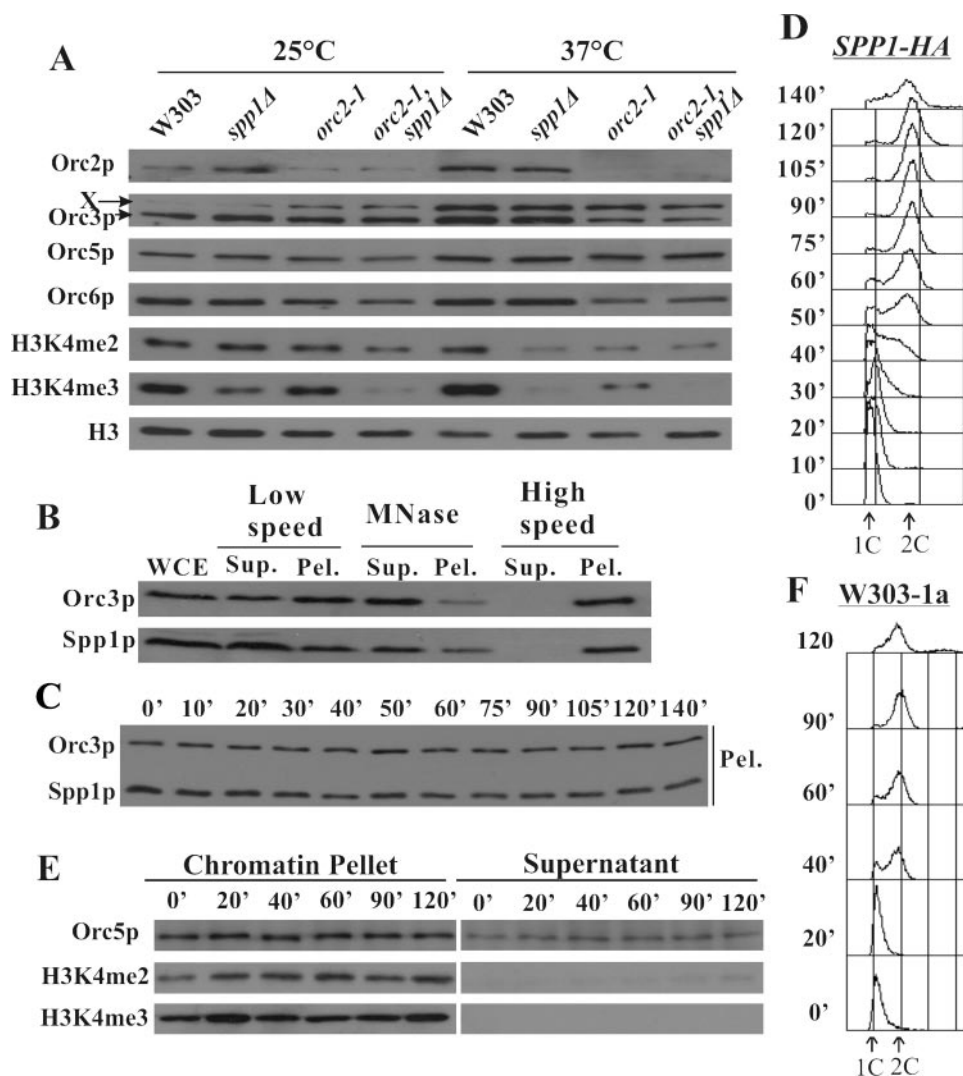 A
25°C 37°C
W303 spp1Δ orc2-1 orc2-1, spp1Δ W303 spp1Δ orc2-1 orc2-1, spp1Δ
Orc2p
X
Orc3p
Orc5p
Orc6p
H3K4me2
H3K4me3
H3
B
Low speed MNase High speed
WCE Sup. Pel. Sup. Pel. Sup. Pel.
Orc3p
Spp1p
C
0’ 10’ 20’ 30’ 40’ 50’ 60’ 75’ 90’ 105’ 120’ 140’
Orc3p
Spp1p
Pel.
D
SPP1-HA
140’
120’
105’
90’
75’
60’
50’
40’
30’
20’
10’
0’
1C 2C
E
Chromatin Pellet Supernatant
0’ 20’ 40’ 60’ 90’ 120’ 0’ 20’ 40’ 60’ 90’ 120’
Orc5p
H3K4me2
H3K4me3
F
W303-1a
120
90’
60’
40’
20’
0’
1C 2C